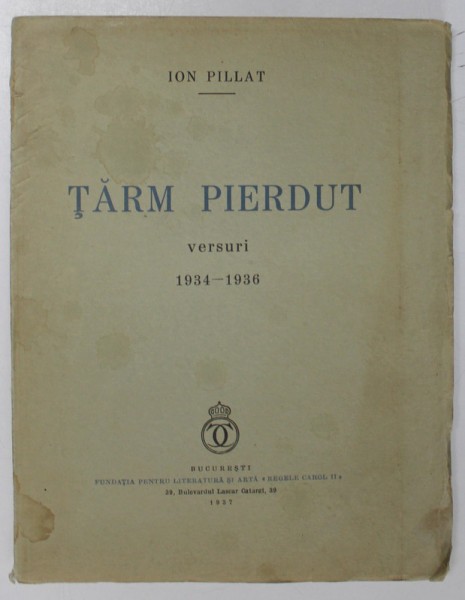 ION PILLAT
ŢĂRM PIERDUT
versuri
1934—1936
BUCUREŞTI
FUNDAŢIA PENTRU LITERATURĂ ŞI ARTĂ «REGELE CAROL II»
39, Bulevardul Lascar Catargi, 39
1937